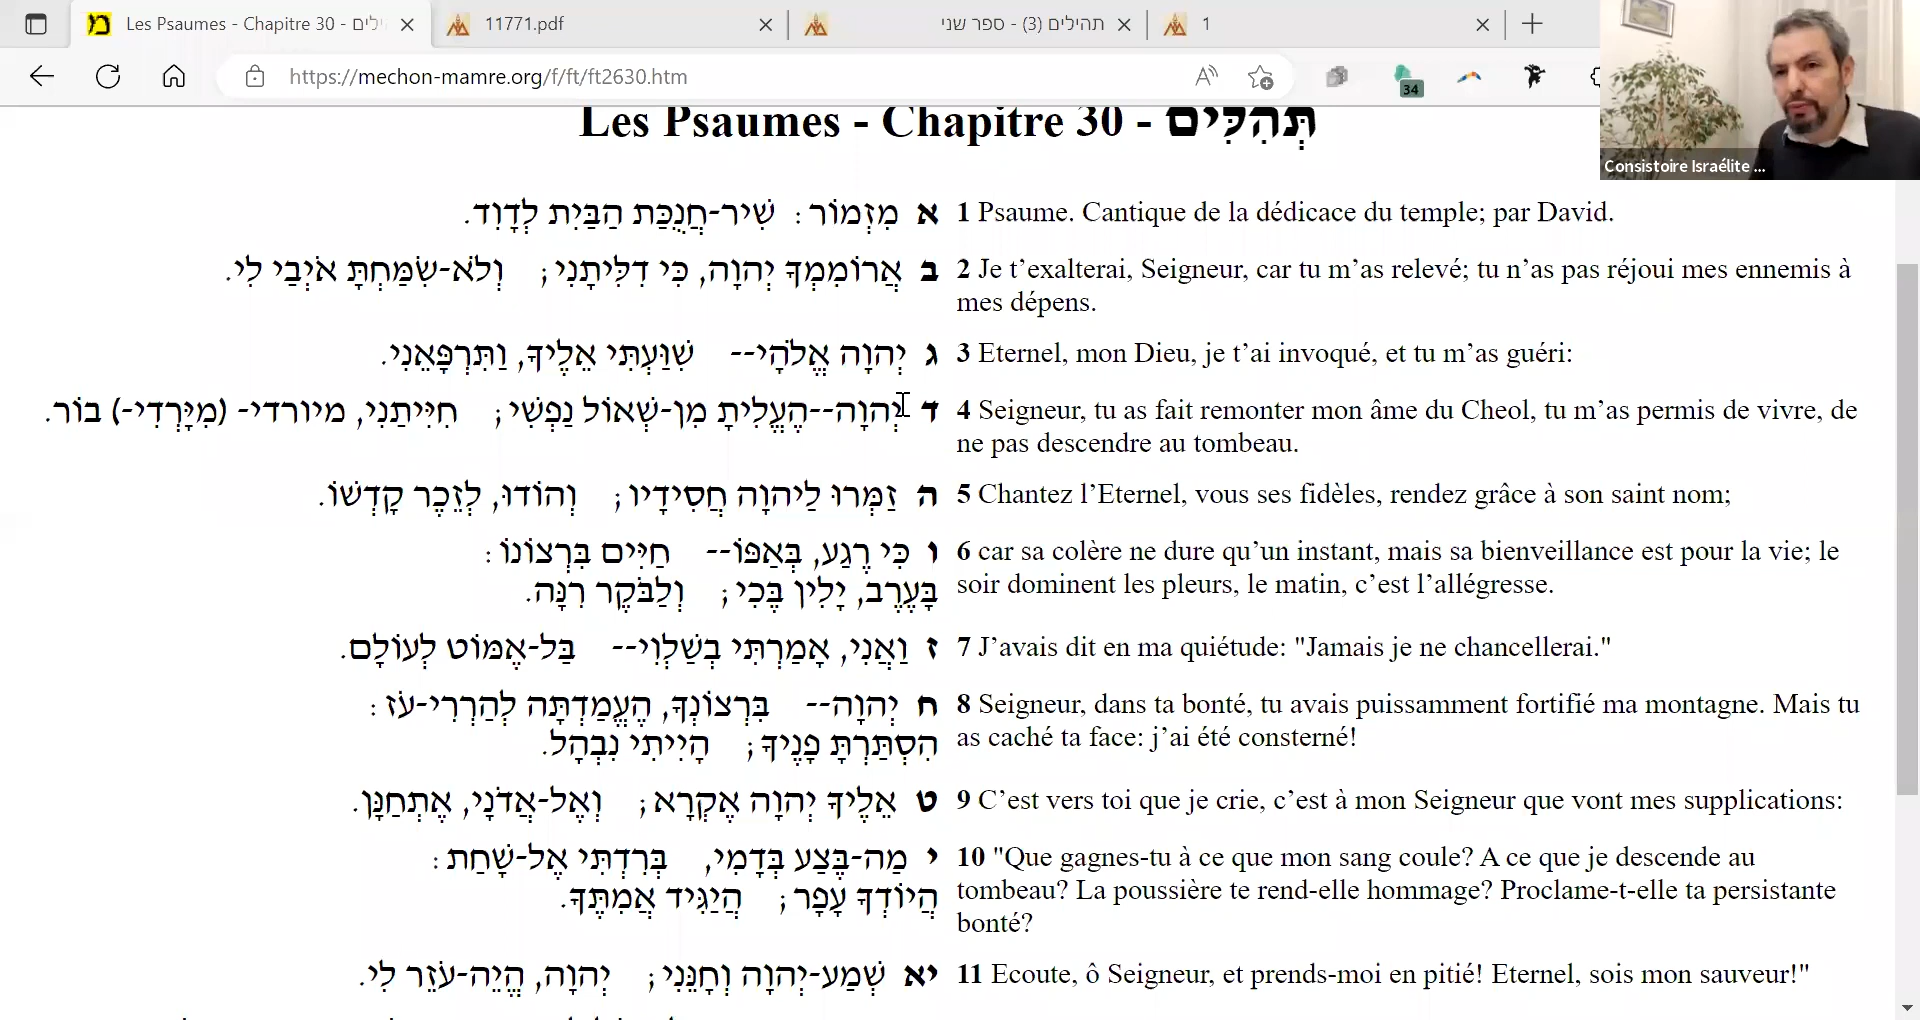 Les Psaumes - Chapitre 30 -
11771.pdf
תהילים (3) - ספר שני
1
https://mechon-mamre.org/f/ft/ft2630.htm
34
Consistoire Israélite ...
Les Psaumes - Chapitre 30 - תְּהִלִּים
א מִזְמוֹר: שִׁיר-חֲנֻכַּת הַבַּיִת לְדָוִד.
1 Psaume. Cantique de la dédicace du temple; par David.
ב אֲרוֹמִמְךָ יְהוָה, כִּי דִלִּיתָנִי; וְלֹא-שִׂמַּחְתָּ אֹיְבַי לִי.
2 Je t’exalterai, Seigneur, car tu m’as relevé; tu n’as pas réjoui mes ennemis à
mes dépens.
ג יְהוָה אֱלֹהָי-- שִׁוַּעְתִּי אֵלֶיךָ, וַתִּרְפָּאֵנִי.
3 Eternel, mon Dieu, je t’ai invoqué, et tu m’as guéri:
ד יְהוָה--הֶעֱלִיתָ מִן-שְׁאוֹל נַפְשִׁי; חִיִּיתַנִי, מיורדי- (מִיָּרְדִי-) בוֹר.
4 Seigneur, tu as fait remonter mon âme du Cheol, tu m’as permis de vivre, de
ne pas descendre au tombeau.
ה זַמְּרוּ לַיהוָה חֲסִידָיו; וְהוֹדוּ, לְזֵכֶר קָדְשׁוֹ.
5 Chantez l’Eternel, vous ses fidèles, rendez grâce à son saint nom;
ו כִּי רֶגַע, בְּאַפּוֹ-- חַיִּים בִּרְצוֹנוֹ:
בָּעֶרֶב, יָלִין בֶּכִי; וְלַבֹּקֶר רִנָּה.
6 car sa colère ne dure qu’un instant, mais sa bienveillance est pour la vie; le
soir dominent les pleurs, le matin, c’est l’allégresse.
ז וַאֲנִי, אָמַרְתִּי בְשַׁלְוִי-- בַּל-אֶמּוֹט לְעוֹלָם.
7 J’avais dit en ma quiétude: "Jamais je ne chancellerai."
ח יְהוָה-- בִּרְצוֹנְךָ, הֶעֱמַדְתָּה לְהַרְרִי-עֹז:
הִסְתַּרְתָּ פָנֶיךָ; הָיִיתִי נִבְהָל.
8 Seigneur, dans ta bonté, tu avais puissamment fortifié ma montagne. Mais tu
as caché ta face: j’ai été consterné!
ט אֵלֶיךָ יְהוָה אֶקְרָא; וְאֶל-אֲדֹנָי, אֶתְחַנָּן.
9 C’est vers toi que je crie, c’est à mon Seigneur que vont mes supplications:
י מַה-בֶּצַע בְּדָמִי, בְּרִדְתִּי אֶל-שָׁחַת:
הֲיוֹדְךָ עָפָר; הֲיַגִּיד אֲמִתֶּךָ.
10 "Que gagnes-tu à ce que mon sang coule? A ce que je descende au
tombeau? La poussière te rend-elle hommage? Proclame-t-elle ta persistante
bonté?
יא שְׁמַע-יְהוָה וְחָנֵּנִי; יְהוָה, הֱיֵה-עֹזֵר לִי.
11 Ecoute, ô Seigneur, et prends-moi en pitié! Eternel, sois mon sauveur!"